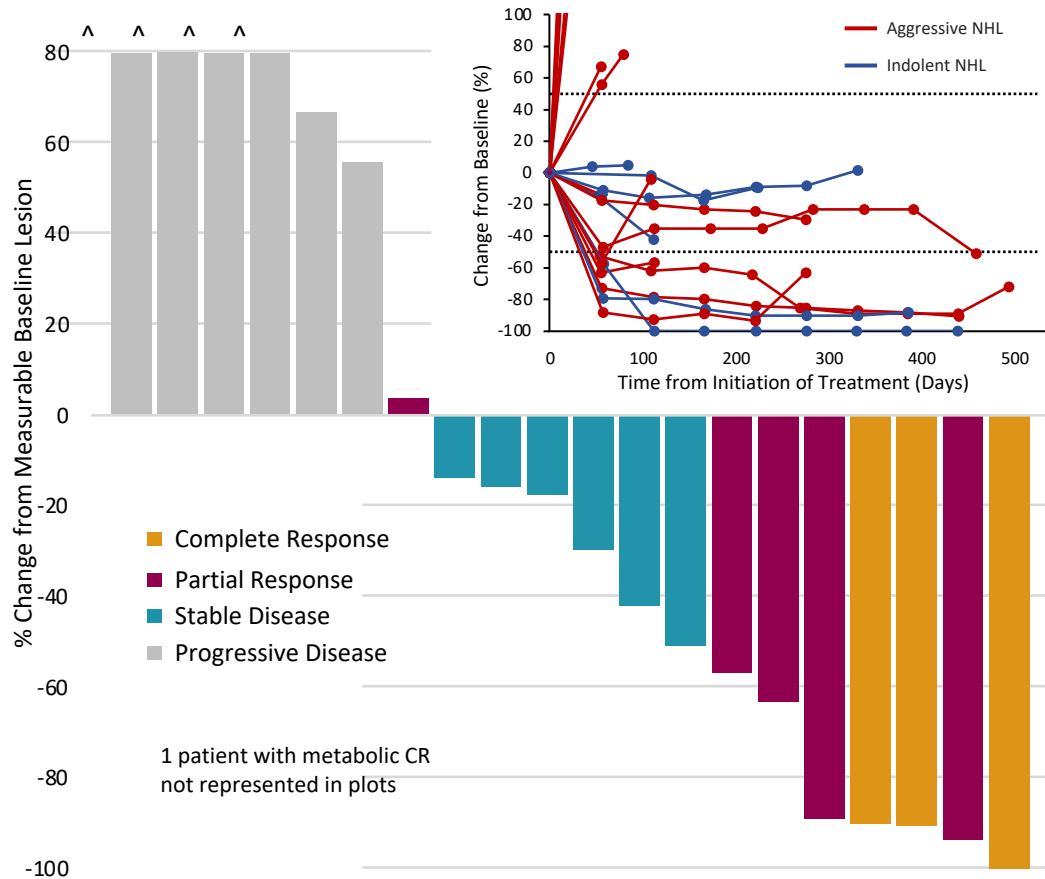 ^ ^ ^ ^
% Change from Measurable Baseline Lesion
80
60
40
20
0
-20
-40
-60
-80
-100
Complete Response
Partial Response
Stable Disease
Progressive Disease
1 patient with metabolic CR
not represented in plots
Change from Baseline (%)
100
80
60
40
20
0
-20
-40
-60
-80
-100
Aggressive NHL
Indolent NHL
0 100 200 300 400 500
Time from Initiation of Treatment (Days)